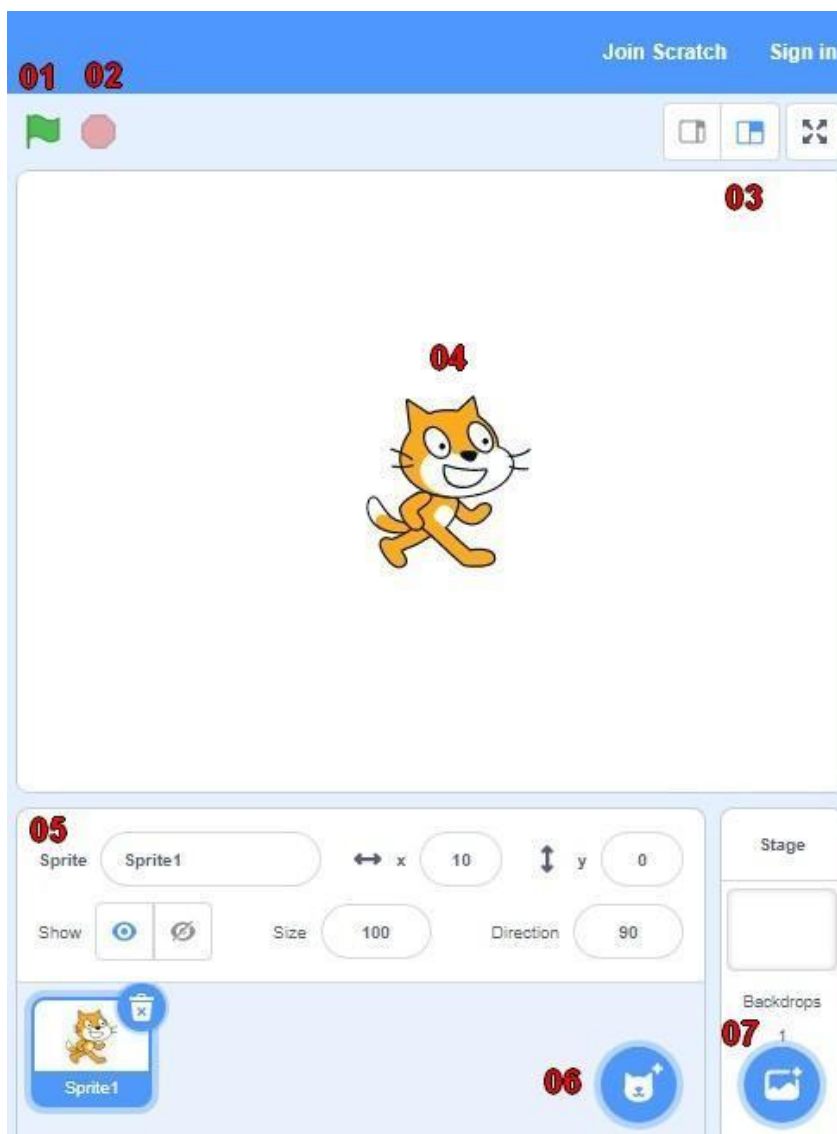 Join Scratch Sign in
01 02
03
04
05
Sprite Sprite1 x 10 y 0
Show Size 100 Direction 90
Stage
Backdrops
1
Sprite1
06
07